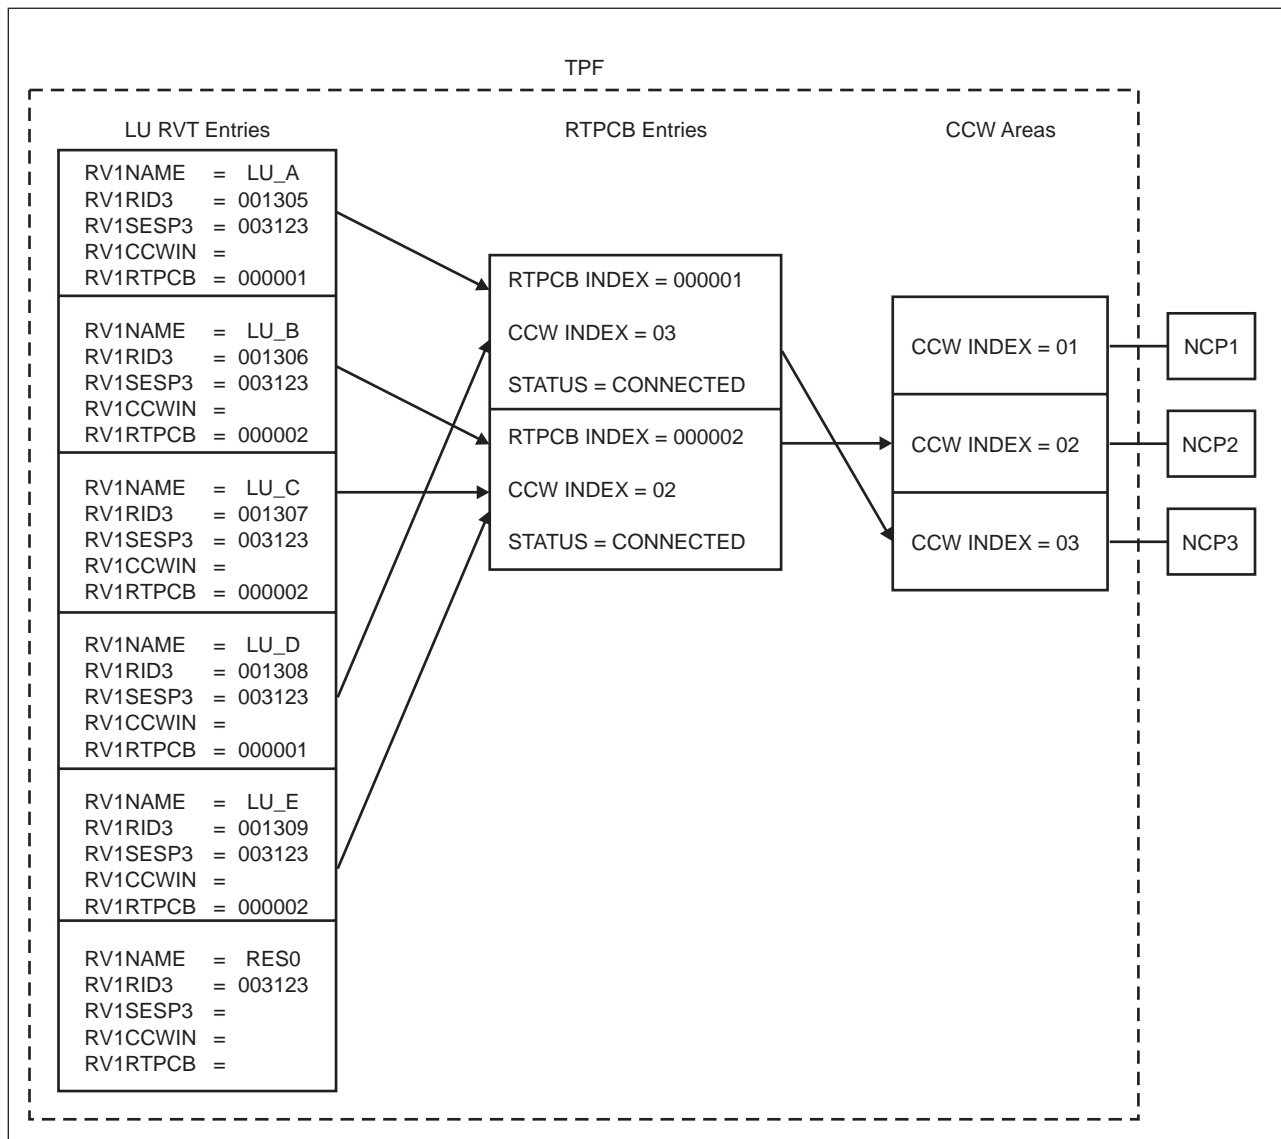 TPF
LU RVT Entries
RV1NAME = LU_A
RV1RID3 = 001305
RV1SESP3 = 003123
RV1CCWIN =
RV1RTPCB = 000001
RV1NAME = LU_B
RV1RID3 = 001306
RV1SESP3 = 003123
RV1CCWIN =
RV1RTPCB = 000002
RV1NAME = LU_C
RV1RID3 = 001307
RV1SESP3 = 003123
RV1CCWIN =
RV1RTPCB = 000002
RV1NAME = LU_D
RV1RID3 = 001308
RV1SESP3 = 003123
RV1CCWIN =
RV1RTPCB = 000001
RV1NAME = LU_E
RV1RID3 = 001309
RV1SESP3 = 003123
RV1CCWIN =
RV1RTPCB = 000002
RV1NAME = RES0
RV1RID3 = 003123
RV1SESP3 =
RV1CCWIN =
RV1RTPCB =
RTPCB Entries
RTPCB INDEX = 000001
CCW INDEX = 03
STATUS = CONNECTED
RTPCB INDEX = 000002
CCW INDEX = 02
STATUS = CONNECTED
CCW Areas
CCW INDEX = 01
CCW INDEX = 02
CCW INDEX = 03
NCP1
NCP2
NCP3